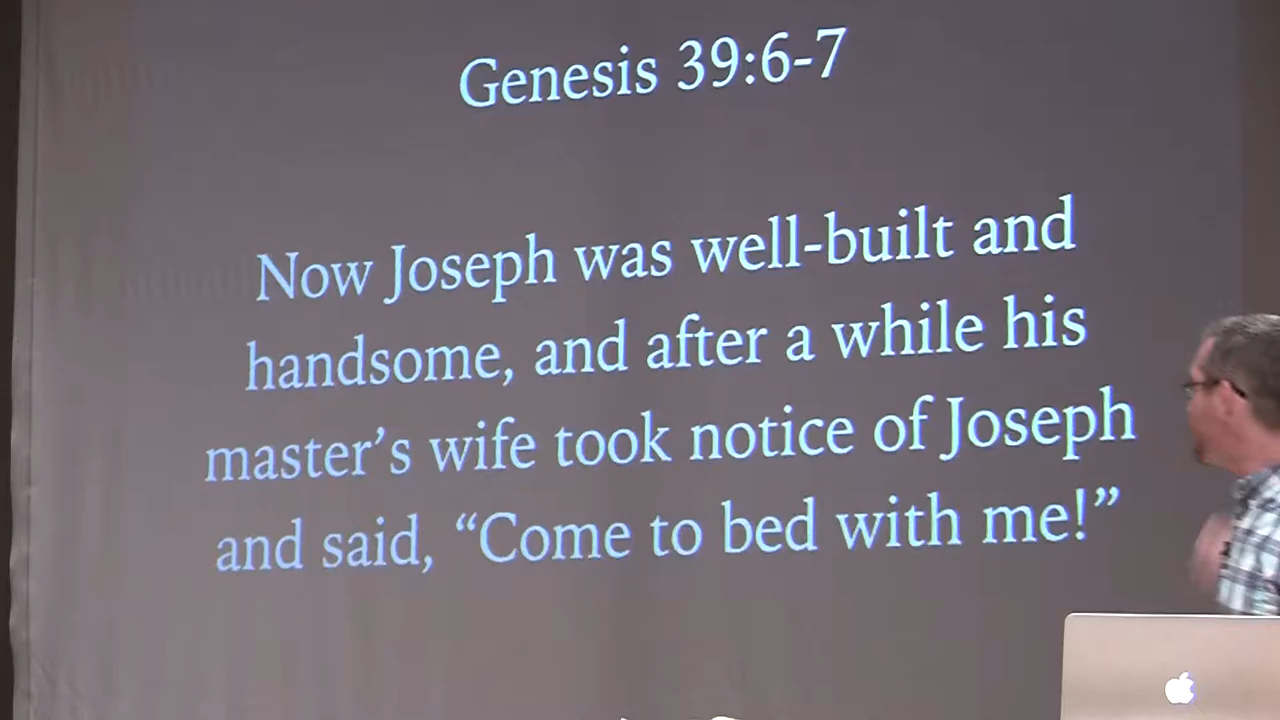 Genesis 39:6-7
Now Joseph was well-built and
handsome, and after a while his
master’s wife took notice of Joseph
and said, “Come to bed with me!”